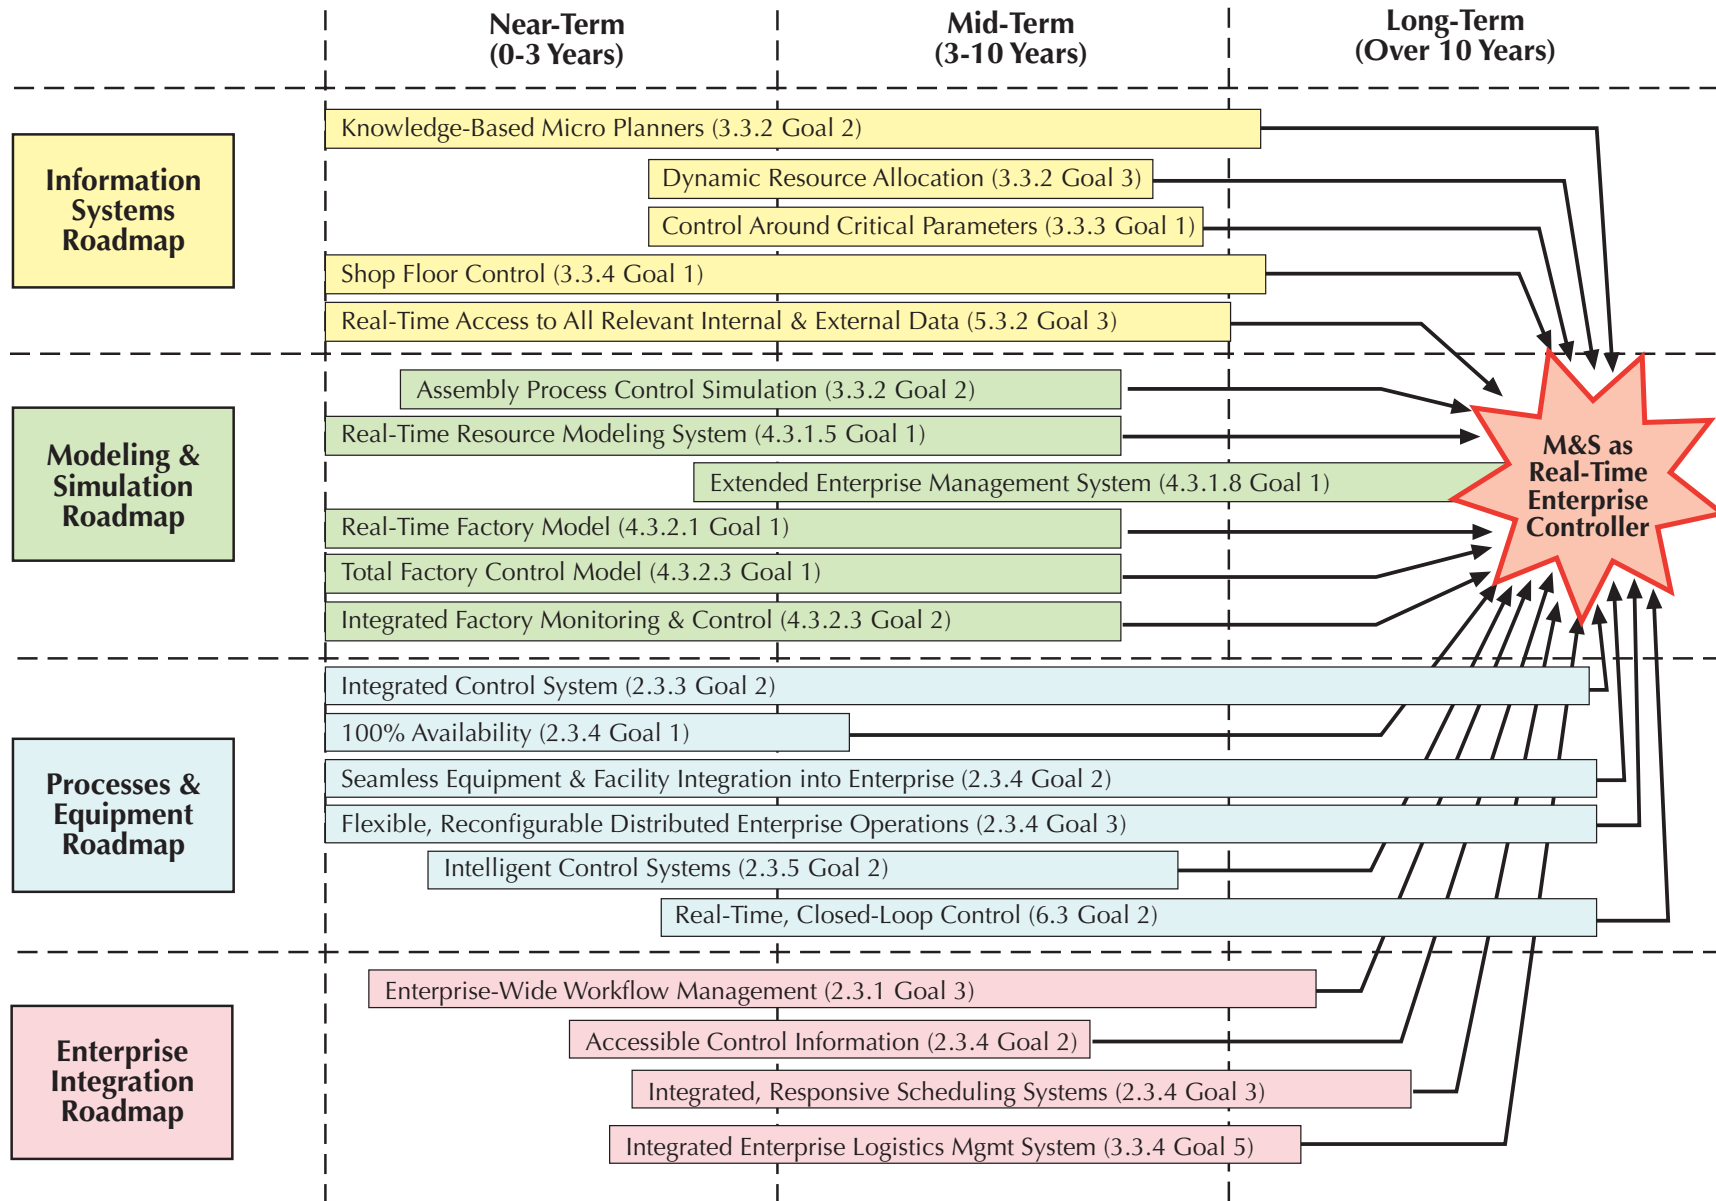 Near-Term
(0-3 Years)
Mid-Term
(3-10 Years)
Long-Term
(Over 10 Years)
Information
Systems
Roadmap
Knowledge-Based Micro Planners (3.3.2 Goal 2)
Dynamic Resource Allocation (3.3.2 Goal 3)
Control Around Critical Parameters (3.3.3 Goal 1)
Shop Floor Control (3.3.4 Goal 1)
Real-Time Access to All Relevant Internal & External Data (5.3.2 Goal 3)
Modeling &
Simulation
Roadmap
Assembly Process Control Simulation (3.3.2 Goal 2)
Real-Time Resource Modeling System (4.3.1.5 Goal 1)
Extended Enterprise Management System (4.3.1.8 Goal 1)
Real-Time Factory Model (4.3.2.1 Goal 1)
Total Factory Control Model (4.3.2.3 Goal 1)
Integrated Factory Monitoring & Control (4.3.2.3 Goal 2)
M&S as
Real-Time
Enterprise
Controller
Processes &
Equipment
Roadmap
Integrated Control System (2.3.3 Goal 2)
100% Availability (2.3.4 Goal 1)
Seamless Equipment & Facility Integration into Enterprise (2.3.4 Goal 2)
Flexible, Reconfigurable Distributed Enterprise Operations (2.3.4 Goal 3)
Intelligent Control Systems (2.3.5 Goal 2)
Real-Time, Closed-Loop Control (6.3 Goal 2)
Enterprise
Integration
Roadmap
Enterprise-Wide Workflow Management (2.3.1 Goal 3)
Accessible Control Information (2.3.4 Goal 2)
Integrated, Responsive Scheduling Systems (2.3.4 Goal 3)
Integrated Enterprise Logistics Mgmt System (3.3.4 Goal 5)